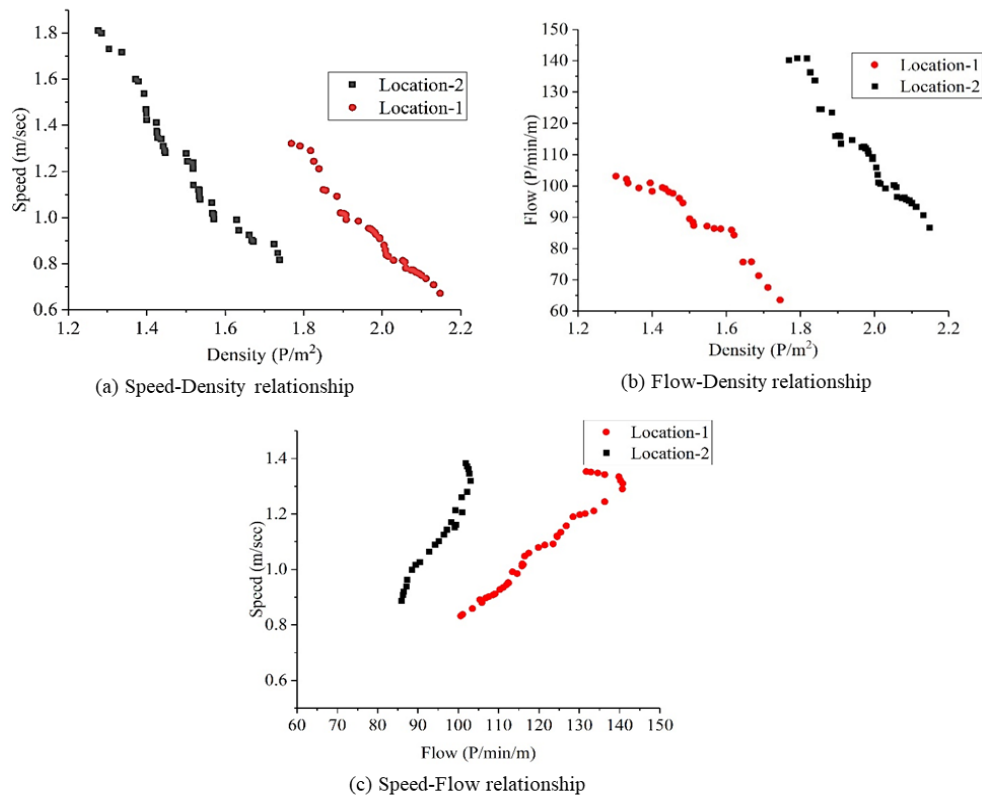 1.8
1.6
1.4
1.2
1.0
0.8
0.6
Speed (m/sec)
Location-2
Location-1
1.2 1.4 1.6 1.8 2.0 2.2
Density (P/m²)
(a) Speed-Density relationship
150
140
130
120
110
100
90
80
70
60
Flow (P/min/m)
Location-1
Location-2
1.2 1.4 1.6 1.8 2.0 2.2
Density (P/m²)
(b) Flow-Density relationship
1.4
1.2
1.0
0.8
0.6
Speed (m/sec)
Location-1
Location-2
60 70 80 90 100 110 120 130 140 150
Flow (P/min/m)
(c) Speed-Flow relationship